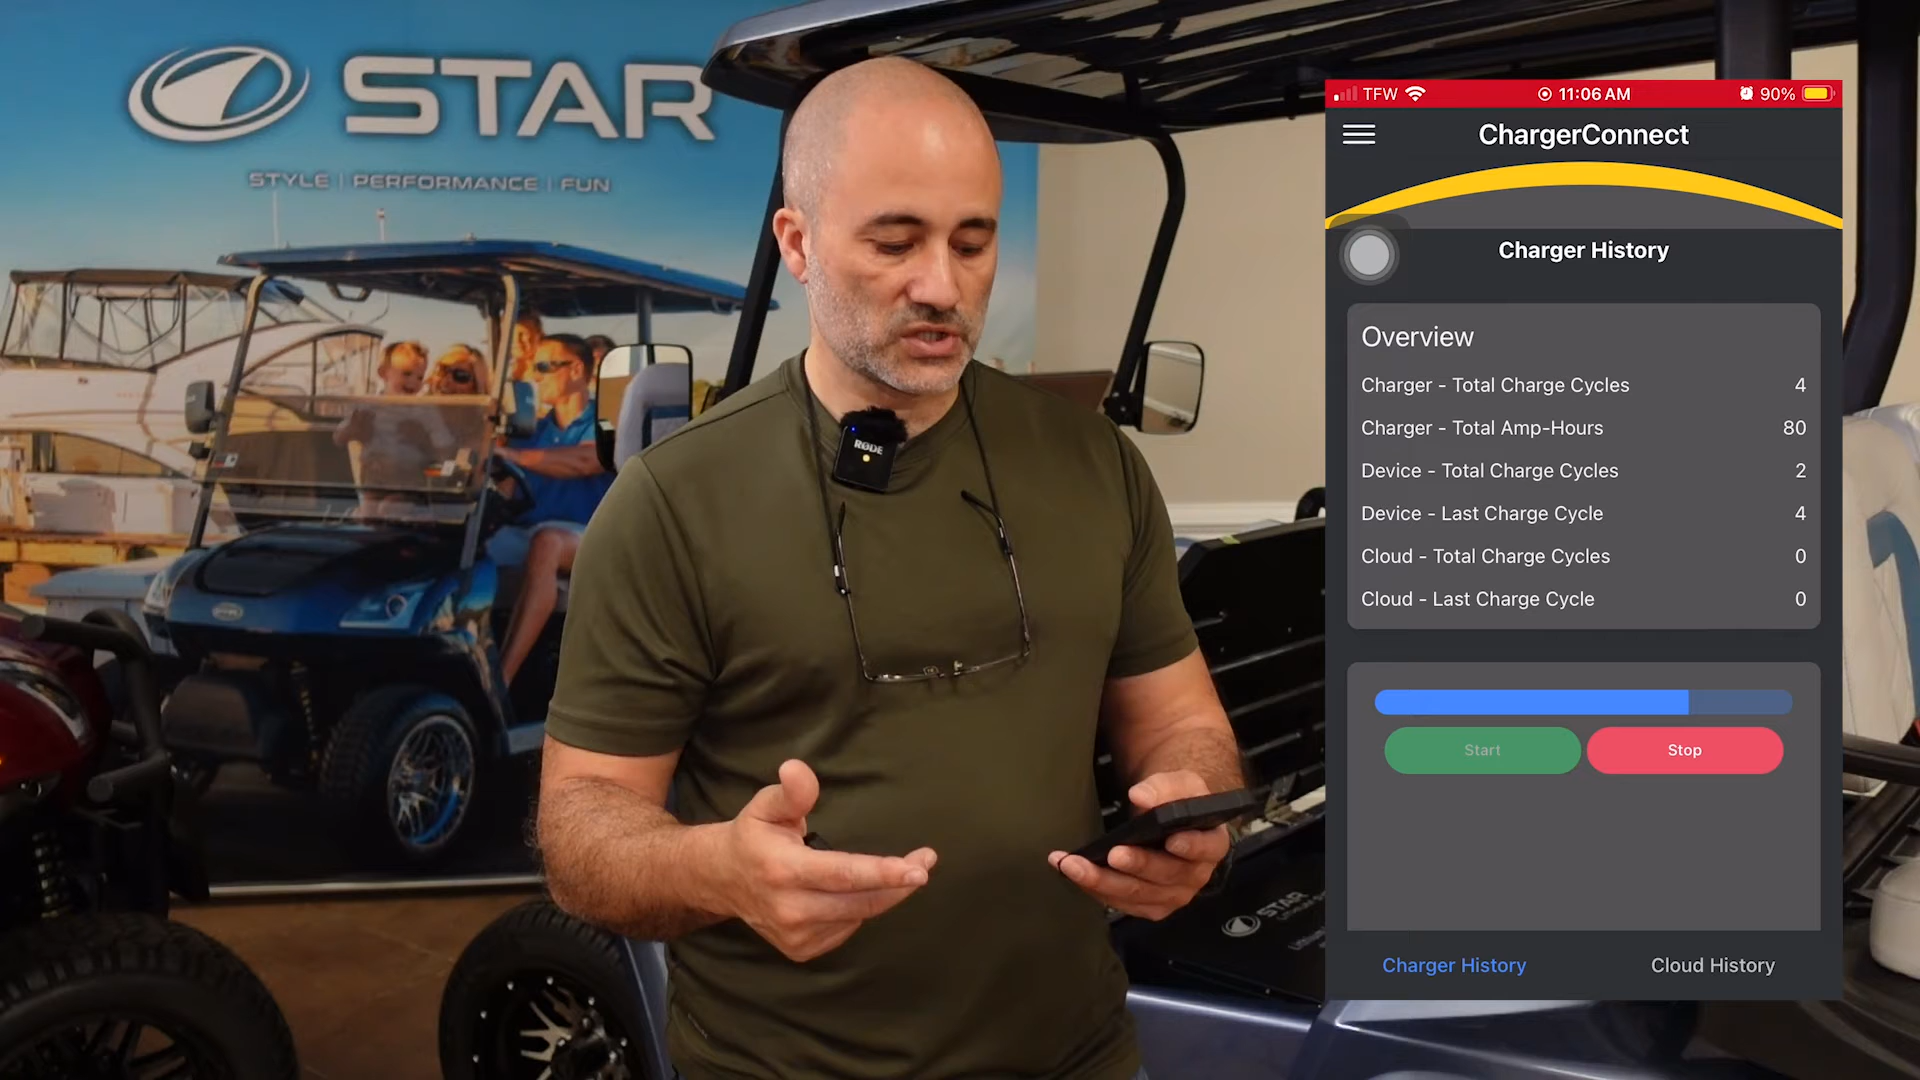 STAR
STYLE | PERFORMANCE | FUN
RØDE
STAR
TFW 11:06 AM 90%
ChargerConnect
Charger History
Overview
Charger - Total Charge Cycles 4
Charger - Total Amp-Hours 80
Device - Total Charge Cycles 2
Device - Last Charge Cycle 4
Cloud - Total Charge Cycles 0
Cloud - Last Charge Cycle 0
Start Stop
Charger History Cloud History